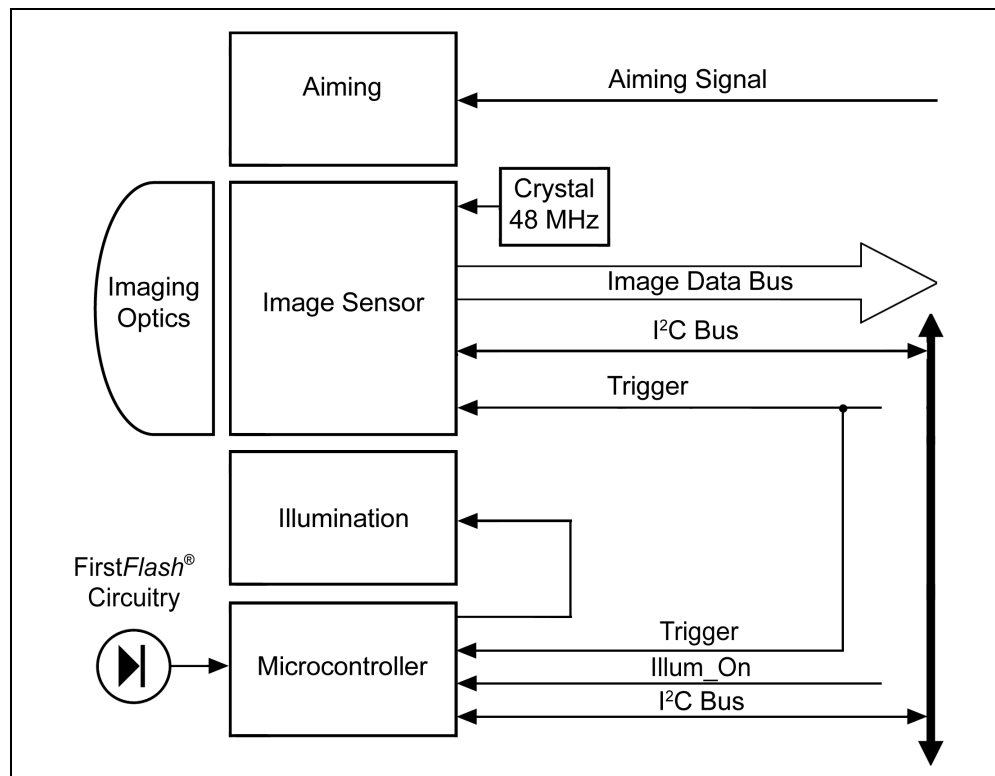 Aiming
Aiming Signal
Crystal
48 MHz
Imaging
Optics
Image Sensor
Image Data Bus
I²C Bus
Trigger
Illumination
FirstFlash®
Circuitry
Microcontroller
Trigger
Illum_On
I²C Bus